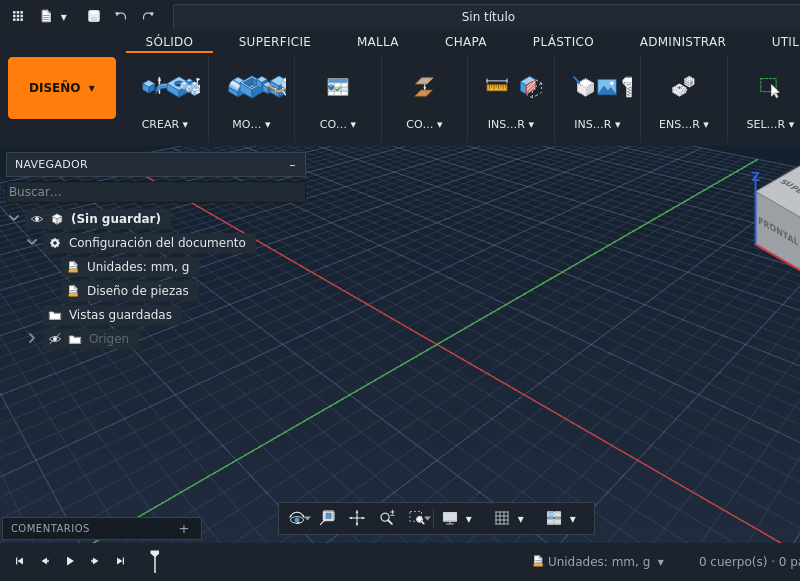 Sin título
SÓLIDO SUPERFICIE MALLA CHAPA PLÁSTICO ADMINISTRAR UTIL
DISEÑO
CREAR MO... CO... CO... INS...R INS...R ENS...R SEL...R
NAVEGADOR
Buscar...
(Sin guardar)
Configuración del documento
Unidades: mm, g
Diseño de piezas
Vistas guardadas
Origen
Z
SUPE
FRONTAL
COMENTARIOS
Unidades: mm, g 0 cuerpo(s) · 0 pa